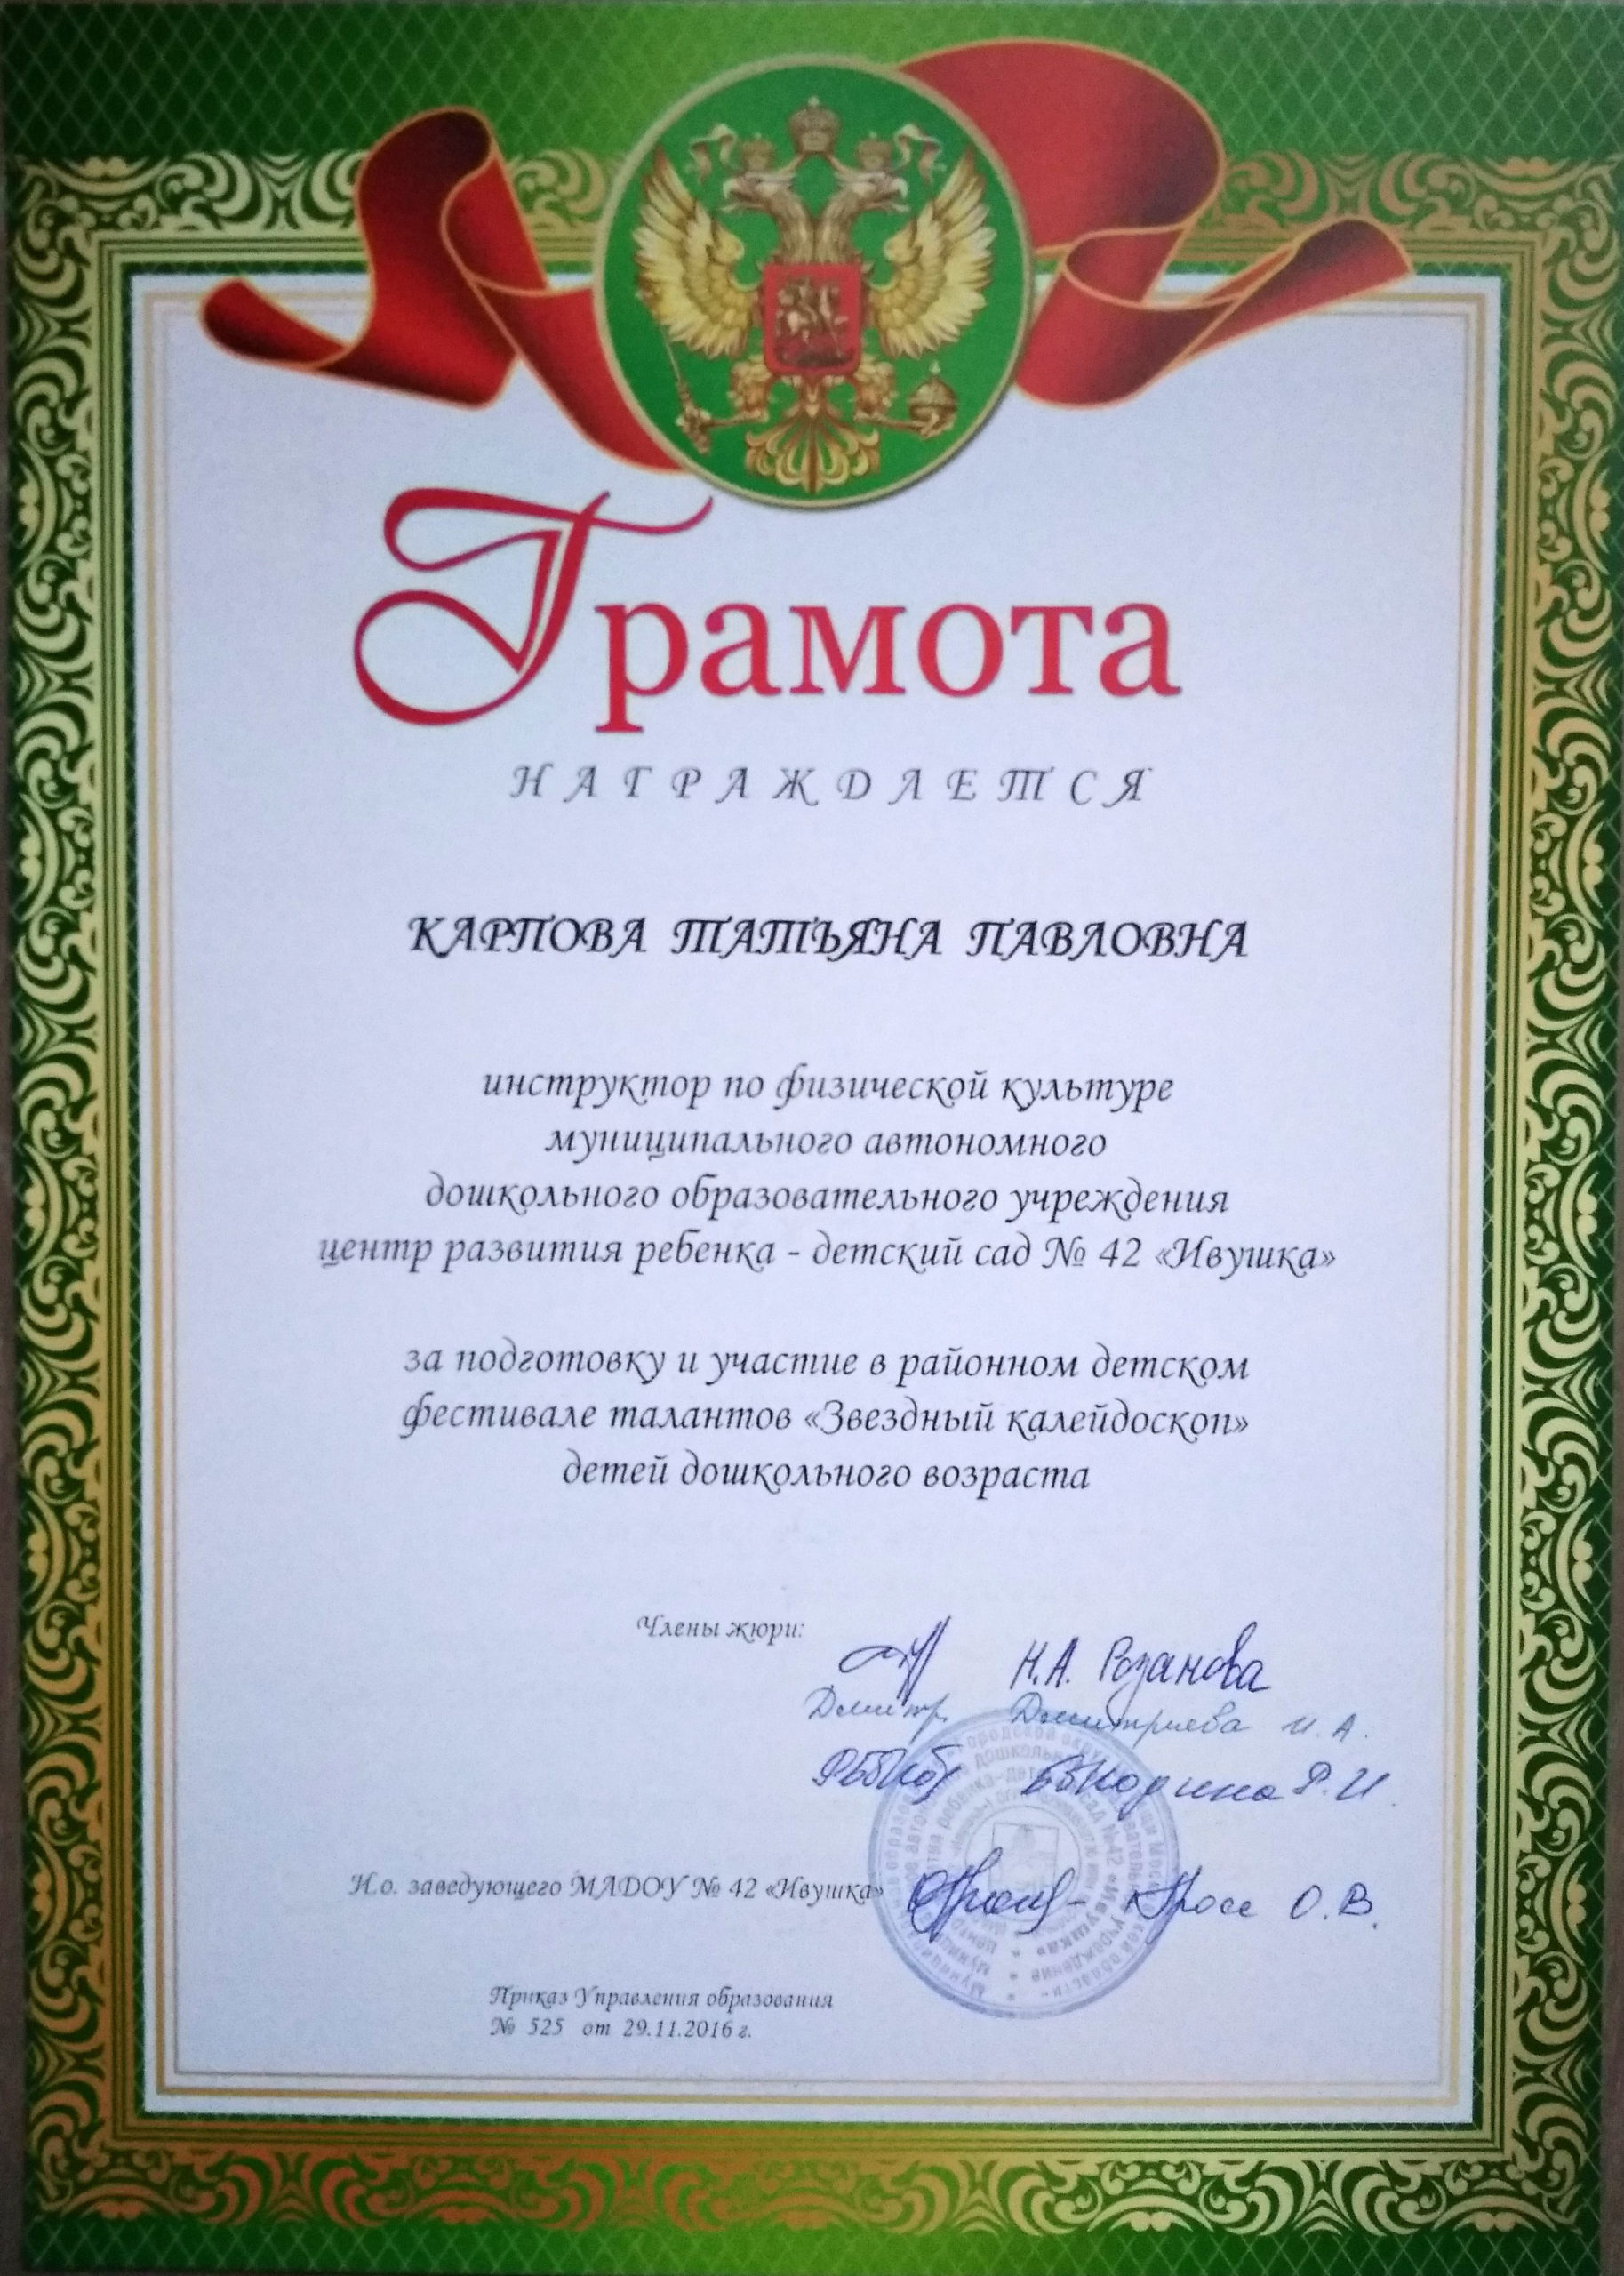 Грамота
НАГРАЖДАЕТСЯ
КАРПОВА ТАТЬЯНА ПАВЛОВНА
инструктор по физической культуре
муниципального автономного
дошкольного образовательного учреждения
центр развития ребенка - детский сад № 42 «Ивушка»
за подготовку и участие в районном детском
фестивале талантов «Звездный калейдоскоп»
детей дошкольного возраста
Члены жюри:
Н.А. Розанова
Дмитр. Дмитриева И.А.
Р.И.
И.о. заведующего МАДОУ № 42 «Ивушка» О.В.
Приказ Управления образования
№ 525 от 29.11.2016 г.